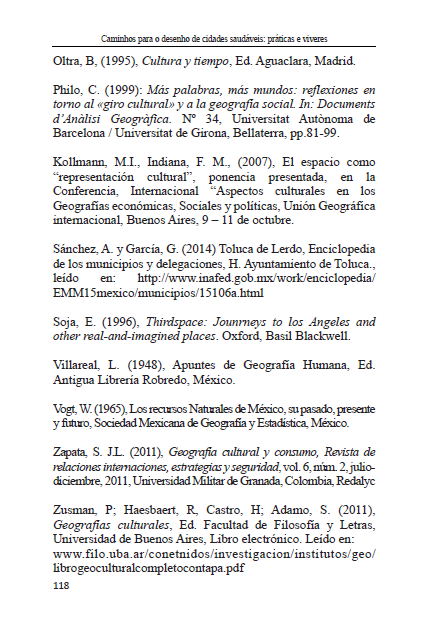 Caminhos para o desenho de cidades saudáveis: práticas e viveres
Oltra, B, (1995), Cultura y tiempo, Ed. Aguaclara, Madrid.
Philo, C. (1999): Más palabras, más mundos: reflexiones en
torno al «giro cultural» y a la geografía social. In: Documents
d’Anàlisi Geogràfica. Nº 34, Universitat Autònoma de
Barcelona / Universitat de Girona, Bellaterra, pp.81-99.
Kollmann, M.I., Indiana, F. M., (2007), El espacio como
“representación cultural”, ponencia presentada, en la
Conferencia, Internacional “Aspectos culturales en los
Geografías económicas, Sociales y políticas, Unión Geográfica
internacional, Buenos Aires, 9 – 11 de octubre.
Sánchez, A. y García, G. (2014) Toluca de Lerdo, Enciclopedia
de los municipios y delegaciones, H. Ayuntamiento de Toluca.,
leído en: http://www.inafed.gob.mx/work/enciclopedia/
EMM15mexico/municipios/15106a.html
Soja, E. (1996), Thirdspace: Jounrneys to los Angeles and
other real-and-imagined places. Oxford, Basil Blackwell.
Villareal, L. (1948), Apuntes de Geografía Humana, Ed.
Antigua Librería Robredo, México.
Vogt, W. (1965), Los recursos Naturales de México, su pasado, presente
y futuro, Sociedad Mexicana de Geografía y Estadística, México.
Zapata, S. J.L. (2011), Geografía cultural y consumo, Revista de
relaciones internaciones, estrategias y seguridad, vol. 6, núm. 2, julio-
diciembre, 2011, Universidad Militar de Granada, Colombia, Redalyc
Zusman, P; Haesbaert, R, Castro, H; Adamo, S. (2011),
Geografías culturales, Ed. Facultad de Filosofía y Letras,
Universidad de Buenos Aires, Libro electrónico. Leído en:
www.filo.uba.ar/conetnidos/investigacion/institutos/geo/
librogeoculturalcompletocontapa.pdf
118